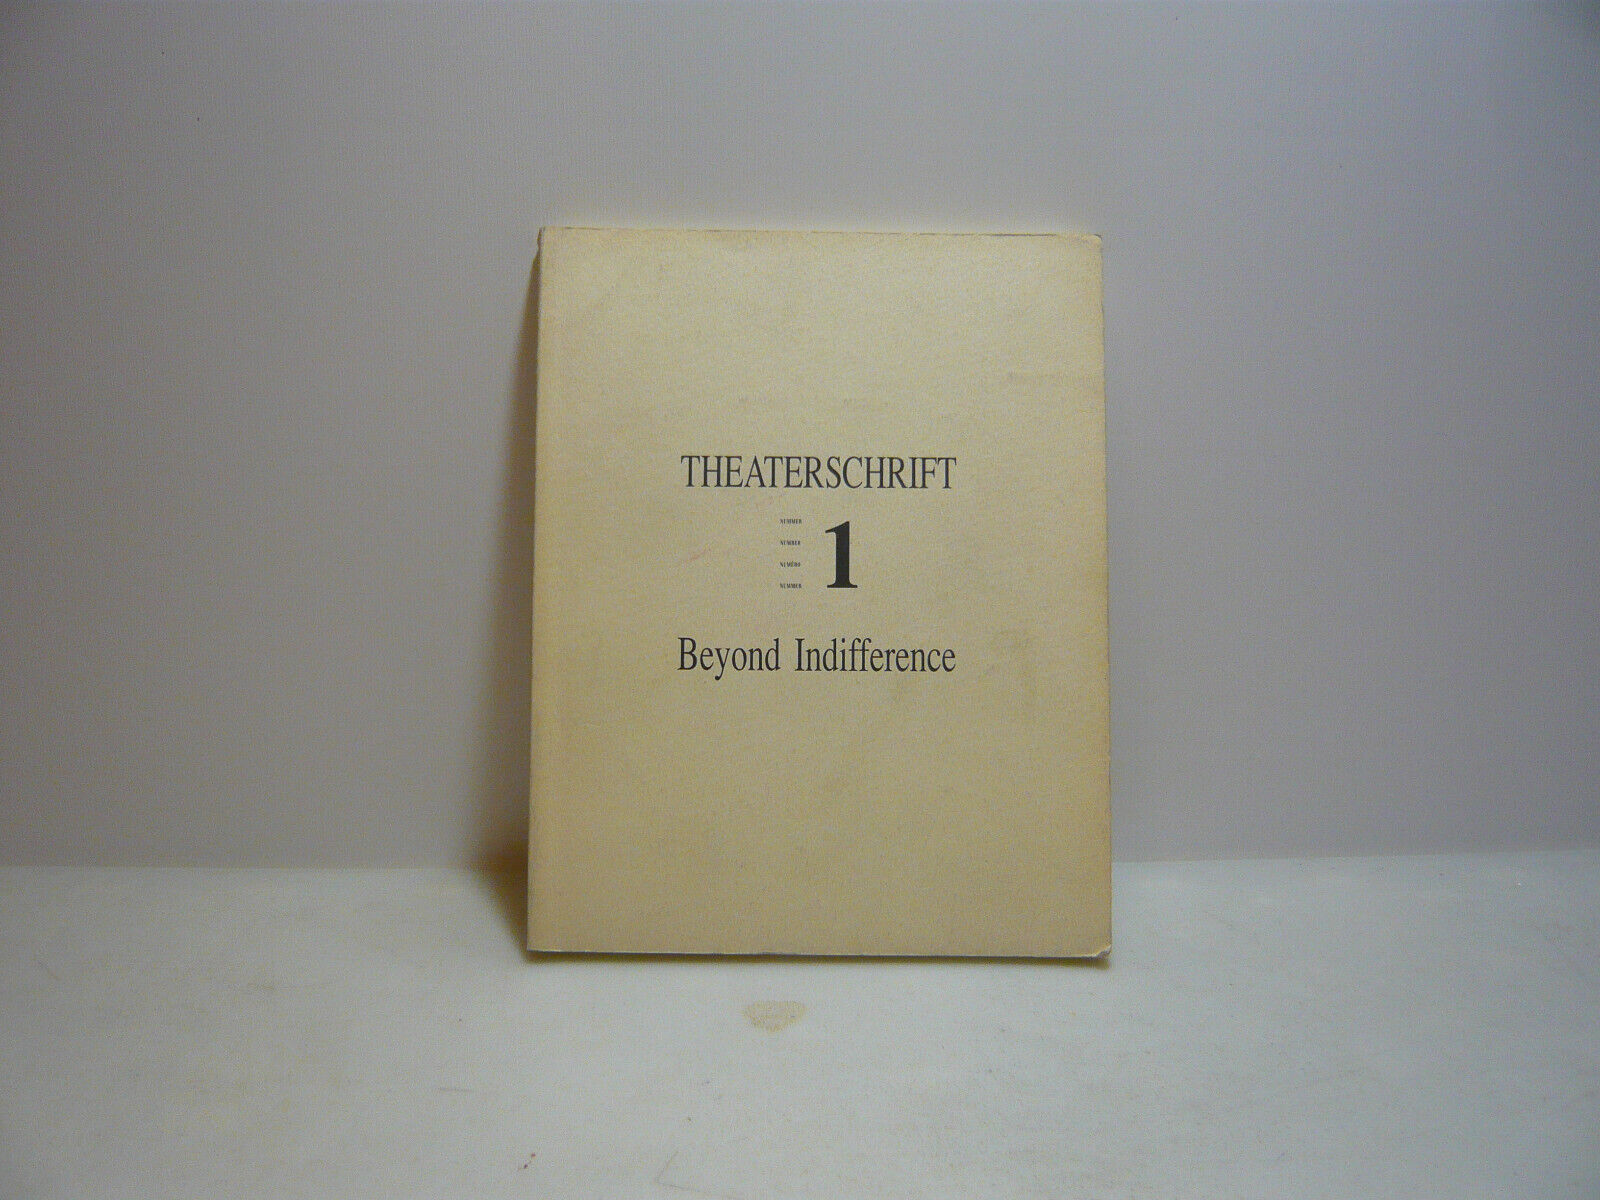 THEATERSCHRIFT
NUMMER
NUMBER
NUMÉRO
NUMMER
1
Beyond Indifference